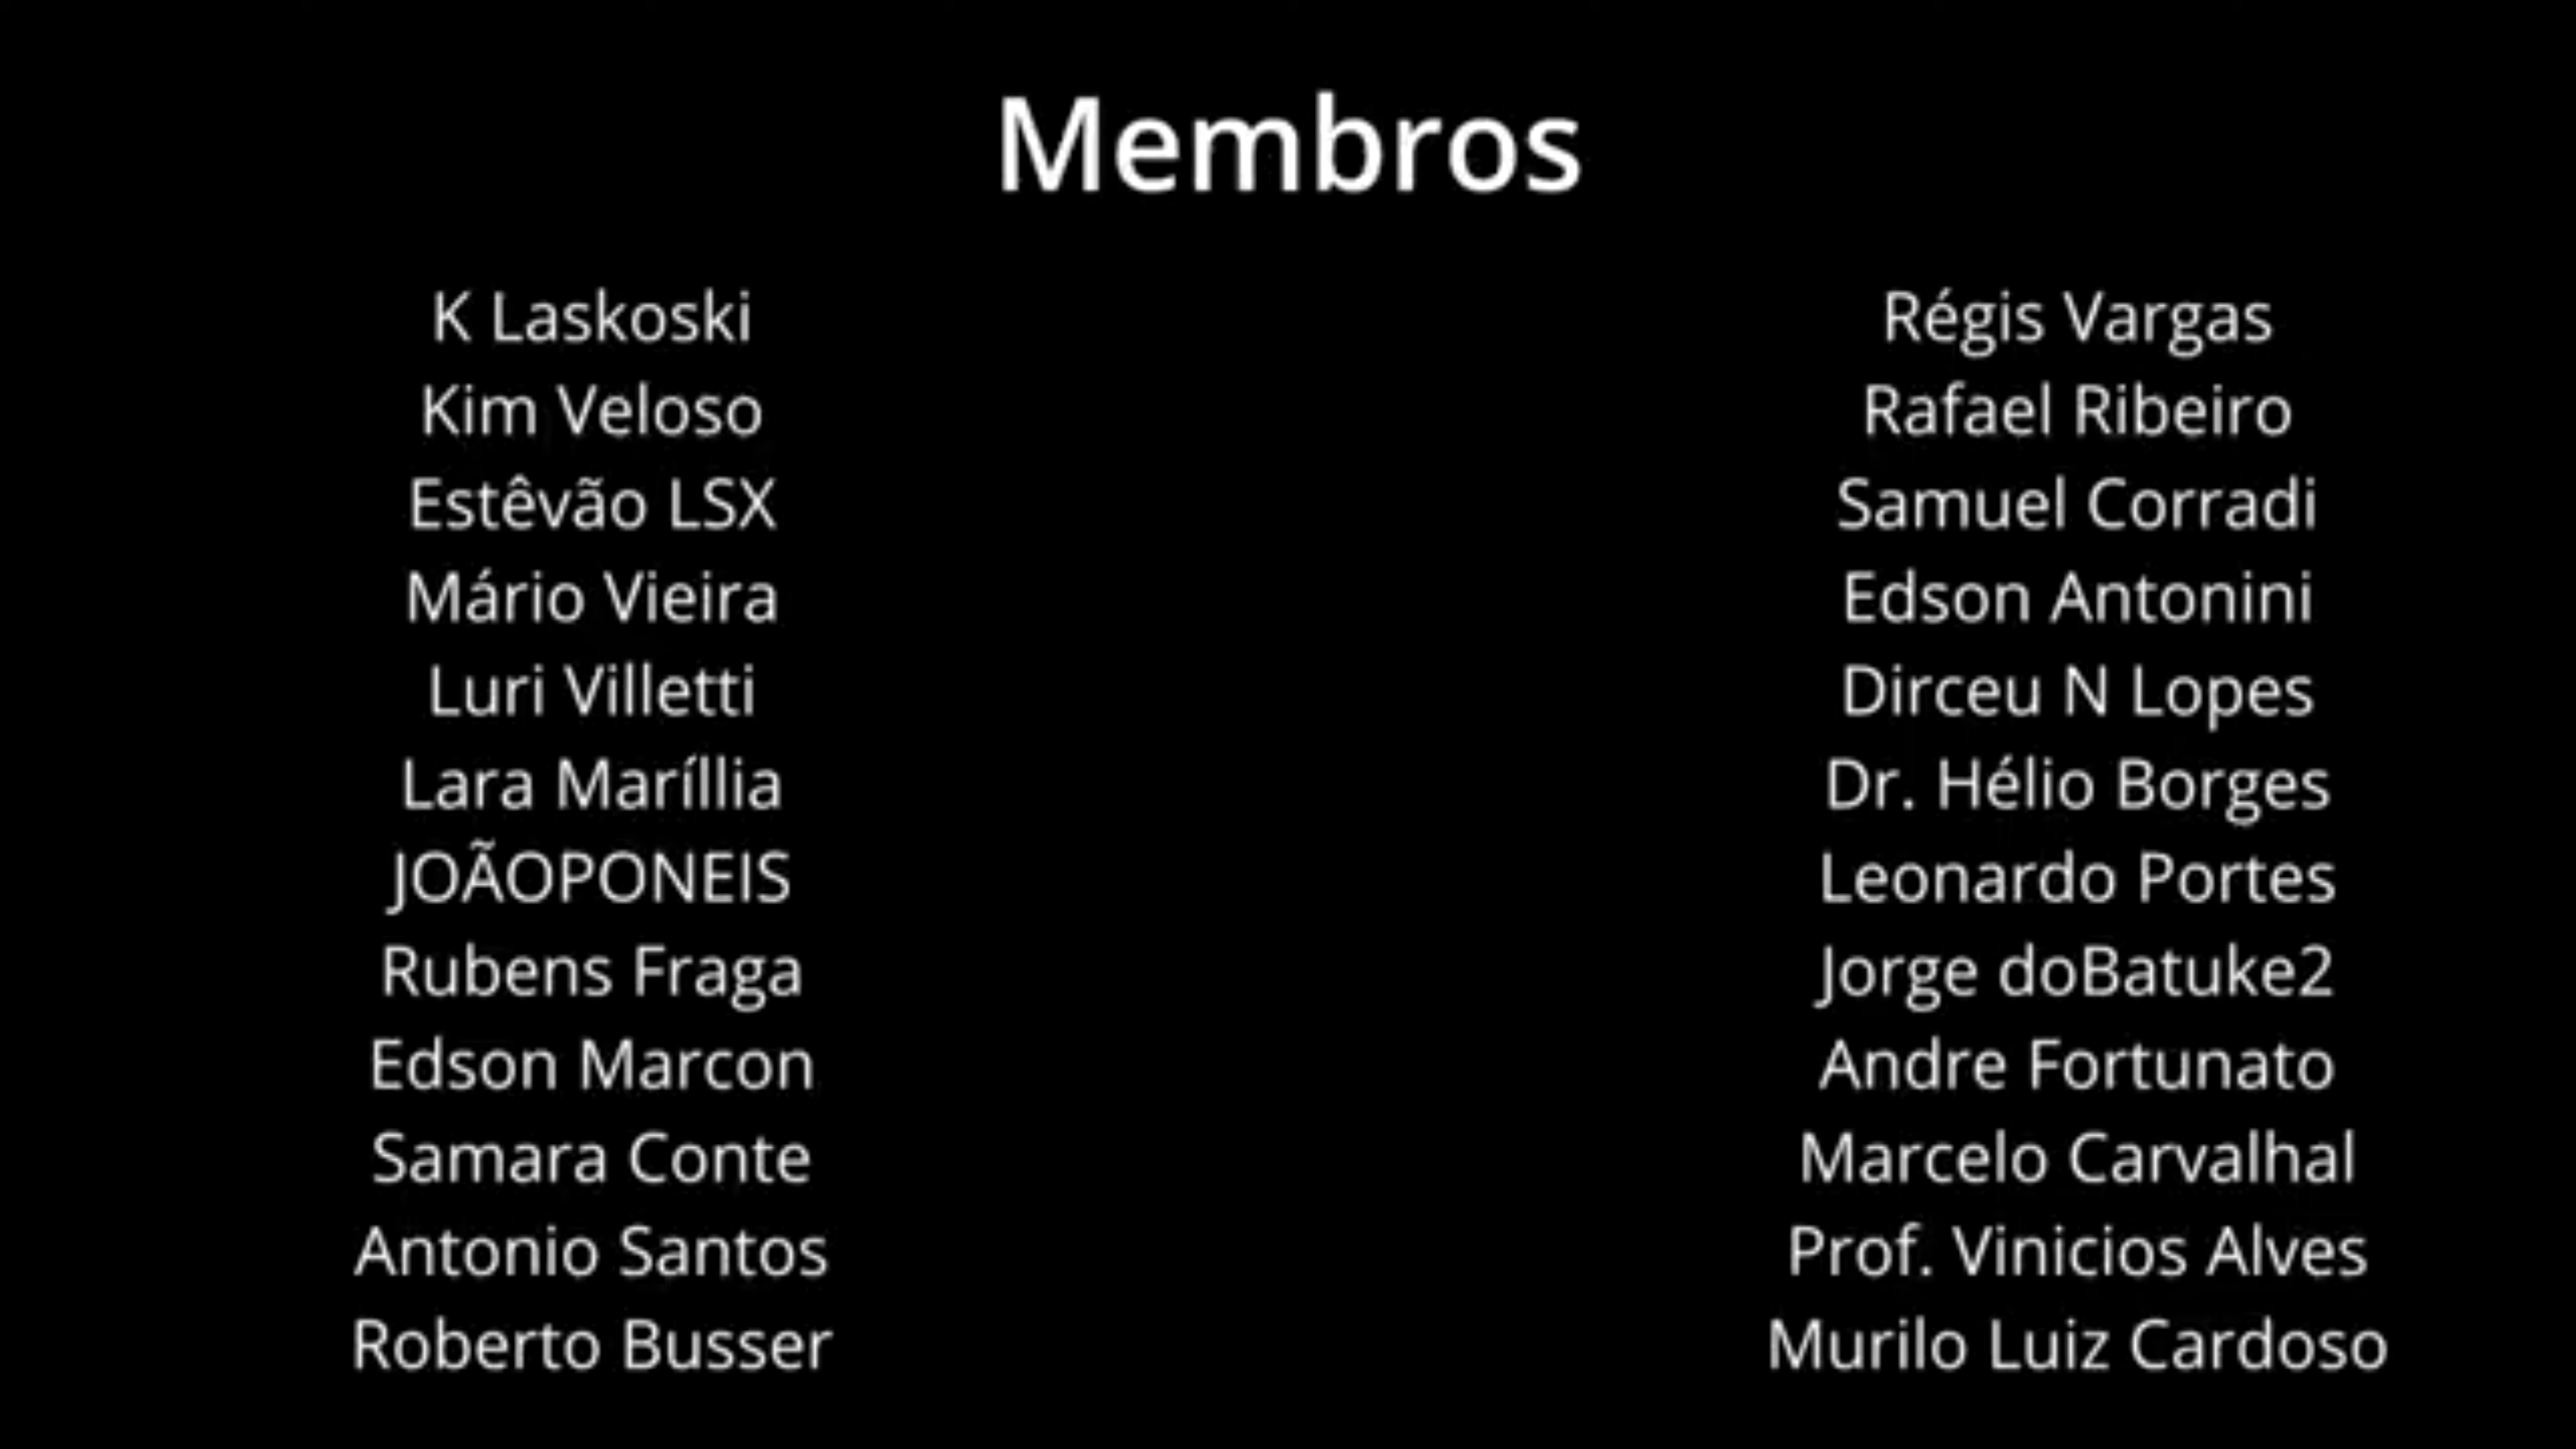 Membros
K Laskoski
Kim Veloso
Estêvão LSX
Mário Vieira
Luri Villetti
Lara Maríllia
JOÃOPONEIS
Rubens Fraga
Edson Marcon
Samara Conte
Antonio Santos
Roberto Busser
Régis Vargas
Rafael Ribeiro
Samuel Corradi
Edson Antonini
Dirceu N Lopes
Dr. Hélio Borges
Leonardo Portes
Jorge doBatuke2
Andre Fortunato
Marcelo Carvalhal
Prof. Vinicios Alves
Murilo Luiz Cardoso